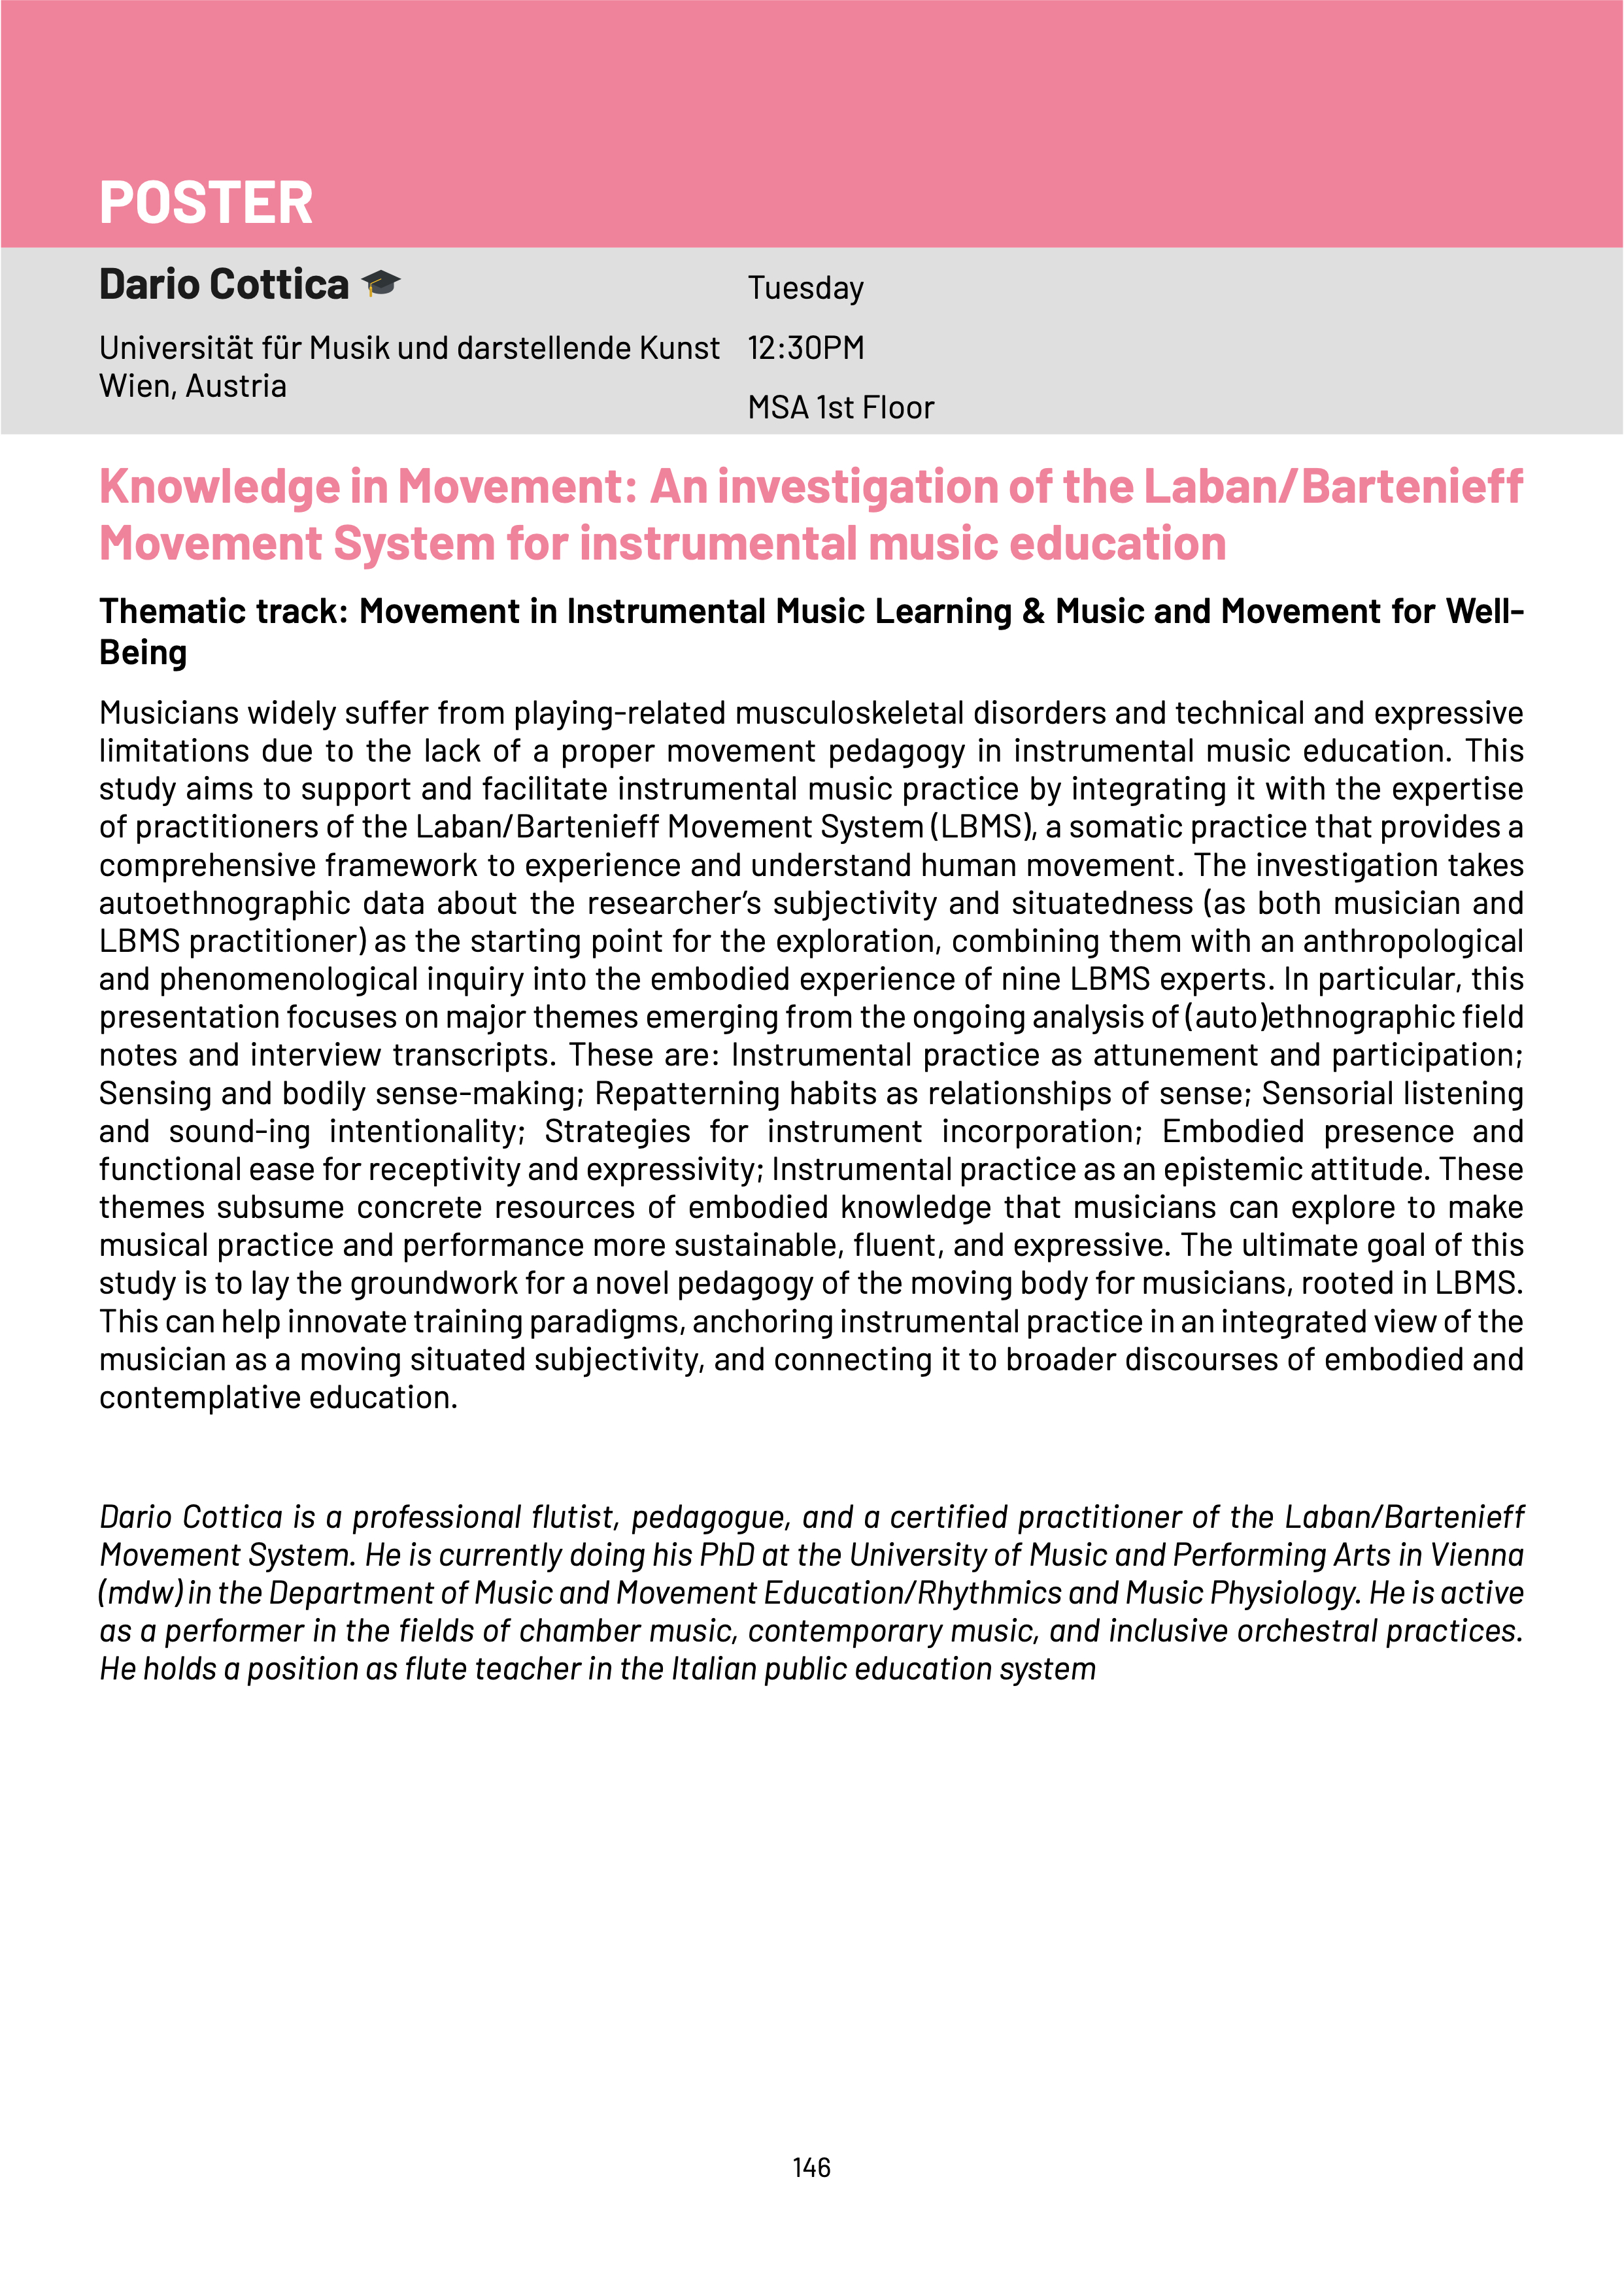 POSTER
Dario Cottica
Universität für Musik und darstellende Kunst
Wien, Austria
Tuesday
12:30PM
MSA 1st Floor
Knowledge in Movement: An investigation of the Laban/Bartenieff
Movement System for instrumental music education
Thematic track: Movement in Instrumental Music Learning & Music and Movement for Well-
Being
Musicians widely suffer from playing-related musculoskeletal disorders and technical and expressive
limitations due to the lack of a proper movement pedagogy in instrumental music education. This
study aims to support and facilitate instrumental music practice by integrating it with the expertise
of practitioners of the Laban/Bartenieff Movement System (LBMS), a somatic practice that provides a
comprehensive framework to experience and understand human movement. The investigation takes
autoethnographic data about the researcher’s subjectivity and situatedness (as both musician and
LBMS practitioner) as the starting point for the exploration, combining them with an anthropological
and phenomenological inquiry into the embodied experience of nine LBMS experts. In particular, this
presentation focuses on major themes emerging from the ongoing analysis of (auto)ethnographic field
notes and interview transcripts. These are: Instrumental practice as attunement and participation;
Sensing and bodily sense-making; Repatterning habits as relationships of sense; Sensorial listening
and sound-ing intentionality; Strategies for instrument incorporation; Embodied presence and
functional ease for receptivity and expressivity; Instrumental practice as an epistemic attitude. These
themes subsume concrete resources of embodied knowledge that musicians can explore to make
musical practice and performance more sustainable, fluent, and expressive. The ultimate goal of this
study is to lay the groundwork for a novel pedagogy of the moving body for musicians, rooted in LBMS.
This can help innovate training paradigms, anchoring instrumental practice in an integrated view of the
musician as a moving situated subjectivity, and connecting it to broader discourses of embodied and
contemplative education.
Dario Cottica is a professional flutist, pedagogue, and a certified practitioner of the Laban/Bartenieff
Movement System. He is currently doing his PhD at the University of Music and Performing Arts in Vienna
(mdw) in the Department of Music and Movement Education/Rhythmics and Music Physiology. He is active
as a performer in the fields of chamber music, contemporary music, and inclusive orchestral practices.
He holds a position as flute teacher in the Italian public education system
146